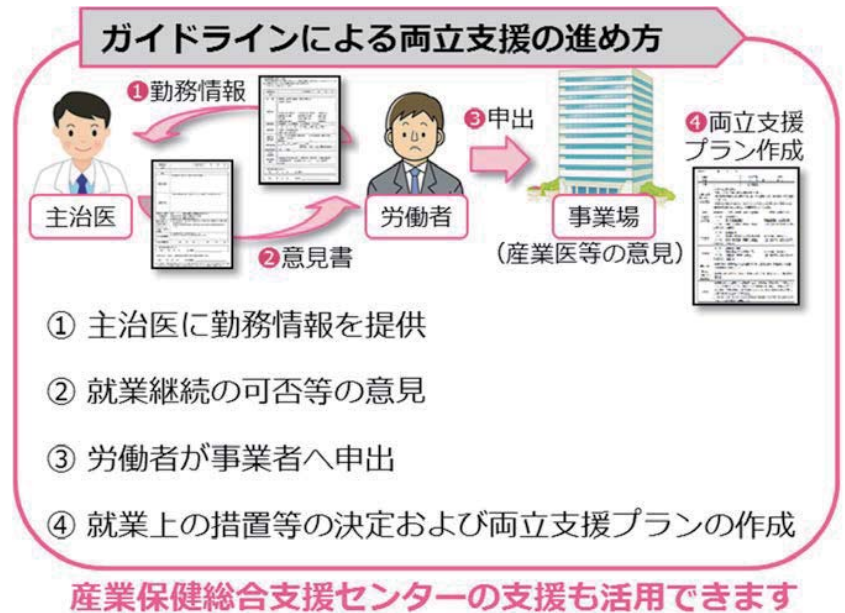 ガイドラインによる両立支援の進め方
❶勤務情報
❸申出
❹両立支援
プラン作成
主治医
労働者
事業場
(産業医等の意見)
❷意見書
① 主治医に勤務情報を提供
② 就業継続の可否等の意見
③ 労働者が事業者へ申出
④ 就業上の措置等の決定および両立支援プランの作成
産業保健総合支援センターの支援も活用できます